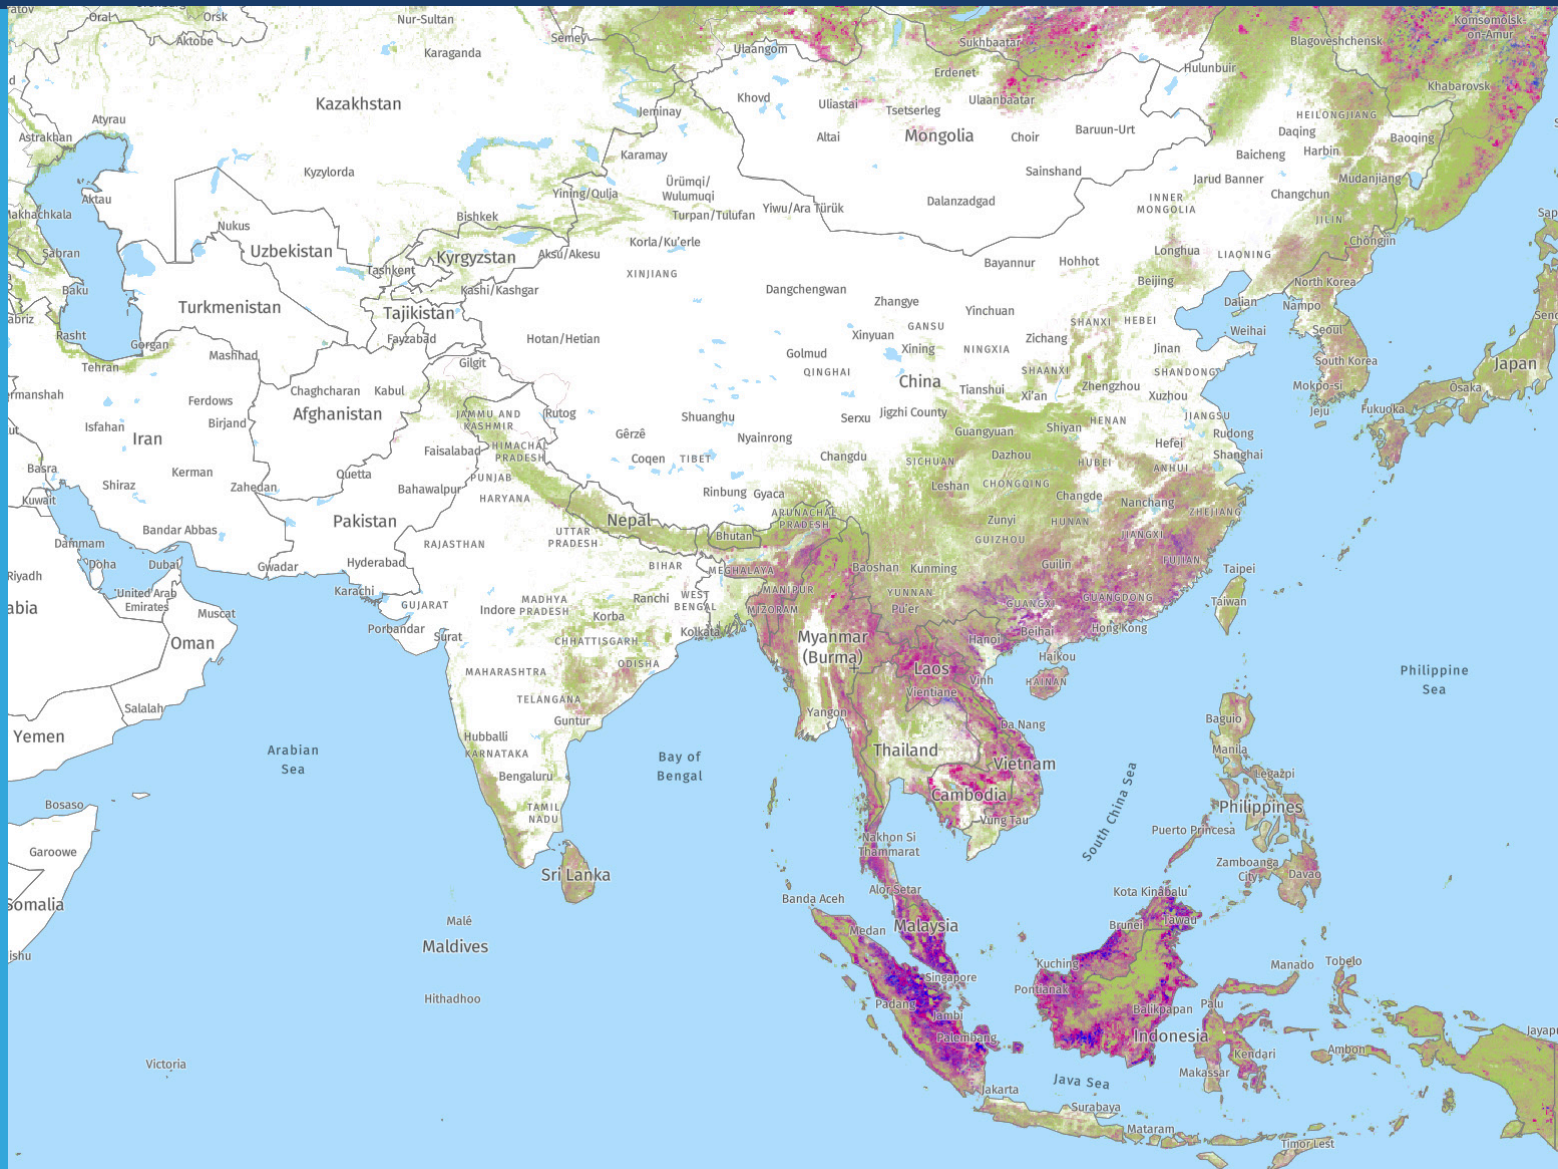 Oral
Orsk
Nur-Sultan
Komsomolsk-
on-Amur
Aktobe
Semey
Ulaangom
Sukhbaatar
Blagoveshchensk
Karaganda
Hulunbuir
Erdenet
Khabarovsk
Kazakhstan
Jeminay
Khovd
Uliastai
Tsetserleg
Ulaanbaatar
HEILONGJIANG
Atyrau
Astrakhan
Altai
Mongolia
Choir
Baruun-Urt
Daqing
Baoqing
Karamay
Baicheng
Harbin
Kyzylorda
Ürümqi/
Wulumuqi
Sainshand
Jarud Banner
Mudanjiang
Aktau
Yining/Qulja
INNER
MONGOLIA
Changchun
Makhachkala
Bishkek
Turpan/Tulufan
Yiwu/Ara Türük
Dalanzadgad
JILIN
Nukus
Sabran
Uzbekistan
Kyrgyzstan
Aksu/Akesu
Korla/Ku'erle
Longhua
LIAONING
Chongjin
Tashkent
XINJIANG
Bayannur
Hohhot
Beijing
North Korea
Baku
Kashi/Kashgar
Dangchengwan
Zhangye
Yinchuan
Dalian
Nampo
Turkmenistan
Tajikistan
GANSU
SHANXI
HEBEI
Weihai
Seoul
Rasht
Gorgan
Fayzabad
Hotan/Hetian
Xinyuan
Xining
NINGXIA
Zichang
Jinan
South Korea
Japan
Tehran
Mashhad
Gilgit
Golmud
QINGHAI
China
SHAANXI
SHANDONG
Mokpo-si
Osaka
Chaghcharan
Kabul
Tianshui
Xi'an
Zhengzhou
Xuzhou
Jeju
Fukuoka
Ferdows
Afghanistan
JAMMU AND
KASHMIR
Rutog
Shuanghu
Serxu
Jigzhi County
JIANGSU
Isfahan
Iran
Birjand
Gêrzê
Nyainrong
Guangyuan
Shiyan
HENAN
Rudong
Faisalabad
HIMACHAL
PRADESH
Coqen
TIBET
Changdu
SICHUAN
Dazhou
HUBEI
Hefei
ANHUI
Shanghai
Basra
Kerman
Quetta
PUNJAB
Kuwait
Shiraz
Zahedan
Bahawalpur
HARYANA
Rinbung
Gyaca
Leshan
CHONGQING
Changde
Nanchang
Bandar Abbas
Pakistan
Nepal
ARUNACHAL
PRADESH
Zunyi
HUNAN
ZHEJIANG
Dammam
RAJASTHAN
UTTAR
PRADESH
Bhutan
GUIZHOU
JIANGXI
Riyadh
Doha
Dubai
Gwadar
Hyderabad
BIHAR
MEGHALAYA
Baoshan
Kunming
Guilin
FUJIAN
Taipei
United Arab
Emirates
Muscat
Karachi
GUJARAT
Indore
MADHYA
PRADESH
Ranchi
WEST
BENGAL
MANIPUR
MIZORAM
YUNNAN
Pu'er
GUANGXI
GUANGDONG
Taiwan
Oman
Porbandar
Surat
Korba
CHHATTISGARH
Kolkata
Myanmar
(Burma)
Hanoi
Beihai
Hong Kong
Haikou
MAHARASHTRA
ODISHA
Laos
Vinh
HAINAN
Philippine
Sea
Salalah
TELANGANA
Vientiane
Yemen
Guntur
Yangon
Da Nang
Baguio
Arabian
Sea
Hubballi
KARNATAKA
Bay of
Bengal
Thailand
Vietnam
Manila
Bengaluru
Legazpi
Bosaso
TAMIL
NADU
Cambodia
Vung Tau
South China Sea
Philippines
Garoowe
Nakhon Si
Thammarat
Puerto Princesa
Sri Lanka
Zamboanga
City
Davao
Somalia
Banda Aceh
Alor Setar
Kota Kinabalu
Malé
Maldives
Medan
Malaysia
Brunei
Tawau
Kuching
Manado
Tobelo
Hithadhoo
Singapore
Pontianak
Padang
Jambi
Balikpapan
Palu
Palembang
Indonesia
Victoria
Kendari
Ambon
Jakarta
Java Sea
Makassar
Surabaya
Mataram
Timor Lest